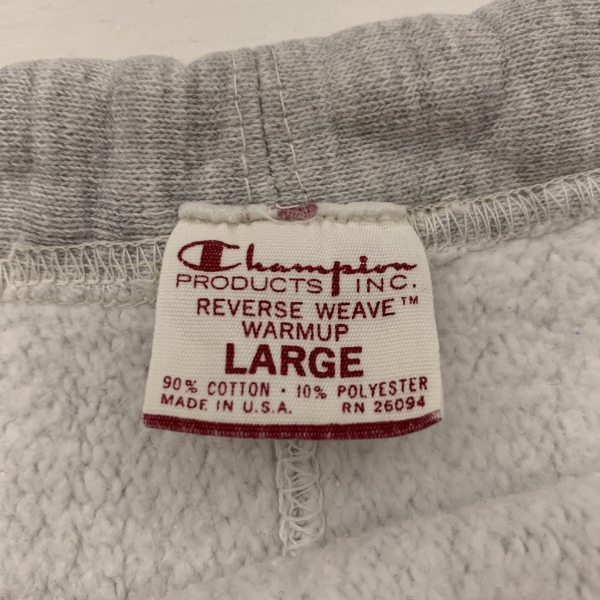 Champion
PRODUCTS INC.
REVERSE WEAVE™
WARMUP
LARGE
90% COTTON · 10% POLYESTER
MADE IN U.S.A. RN 26094